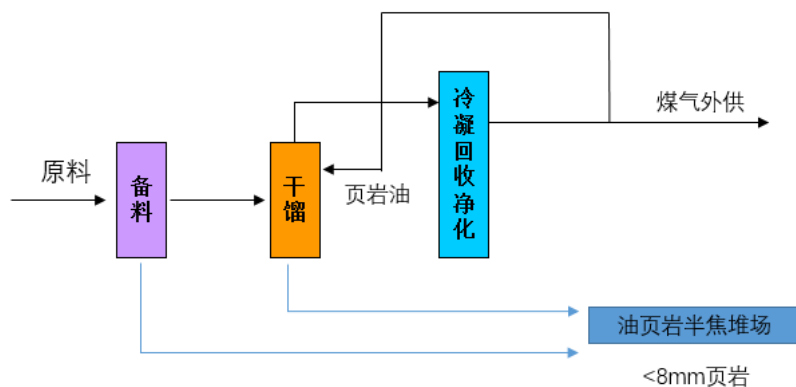 原料
备料
干馏
页岩油
冷凝回收净化
煤气外供
油页岩半焦堆场
<8mm页岩